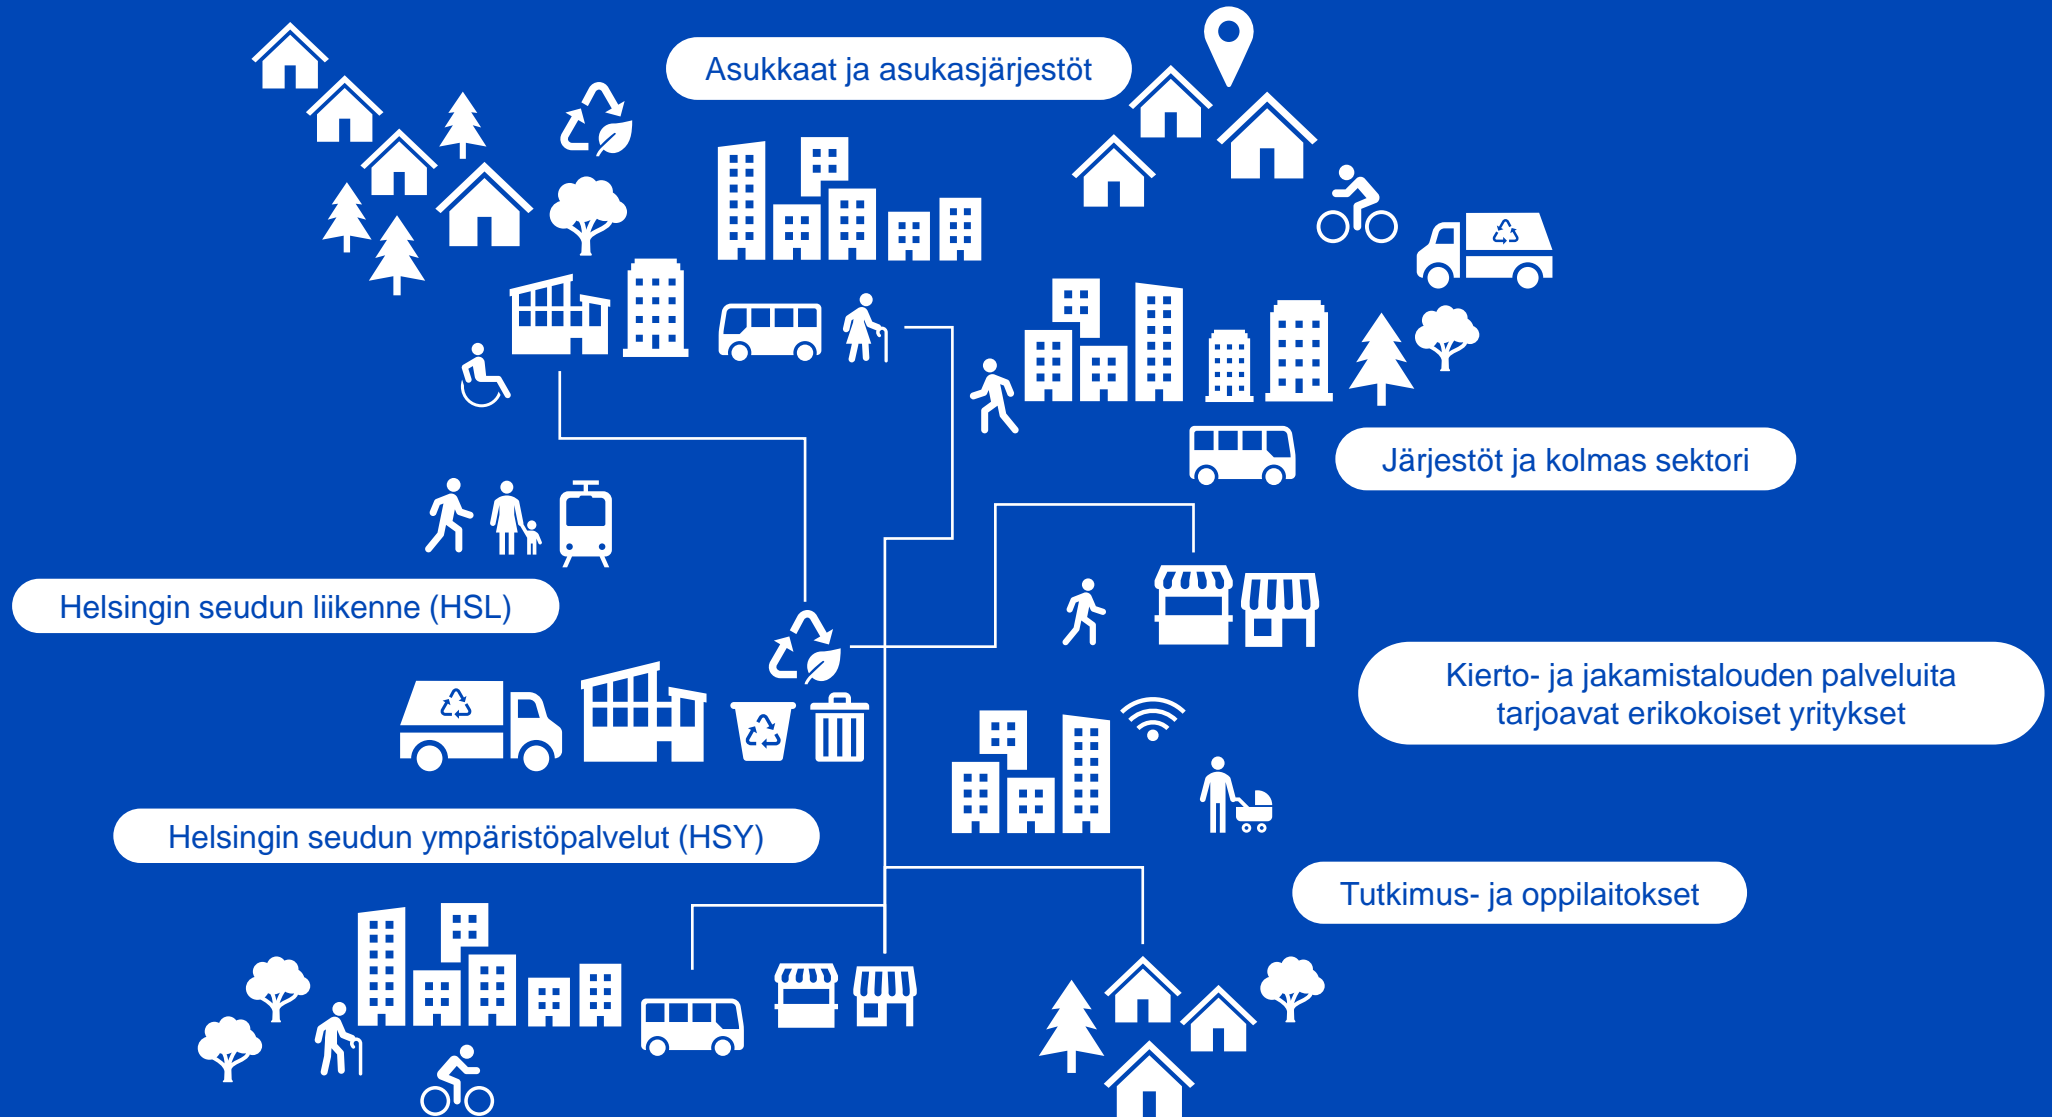 Asukkaat ja asukasjärjestöt
Järjestöt ja kolmas sektori
Helsingin seudun liikenne (HSL)
Kierto- ja jakamistalouden palveluita
tarjoavat erikokoiset yritykset
Helsingin seudun ympäristöpalvelut (HSY)
Tutkimus- ja oppilaitokset